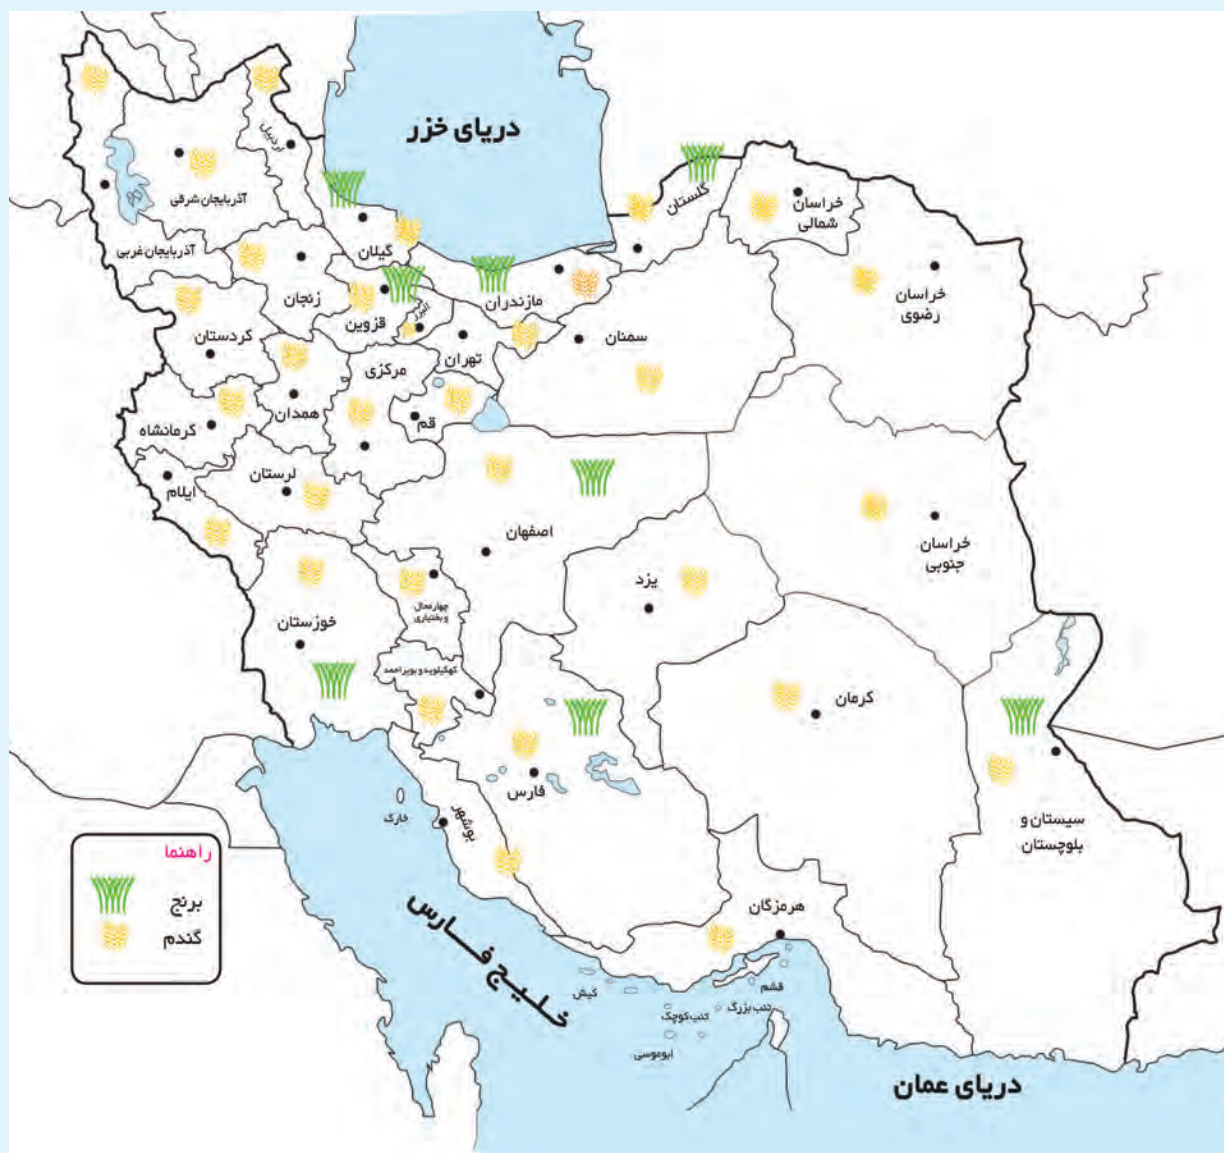 دریای خزر
اردبیل
آذربایجان شرقی
آذربایجان غربی
گیلان
گلستان
خراسان
شمالی
زنجان
قزوین
البرز
مازندران
خراسان
رضوی
کردستان
تهران
سمنان
مرکزی
همدان
قم
کرمانشاه
ایلام
لرستان
اصفهان
خراسان
جنوبی
یزد
چهارمحال
و بختیاری
خوزستان
کهکیلویه و بویراحمد
کرمان
فارس
سیستان و
بلوچستان
بوشهر
خارک
هرمزگان
خلیج فارس
کیش
قشم
تنب بزرگ
تنب کوچک
ابوموسی
دریای عمان
راهنما
برنج
گندم